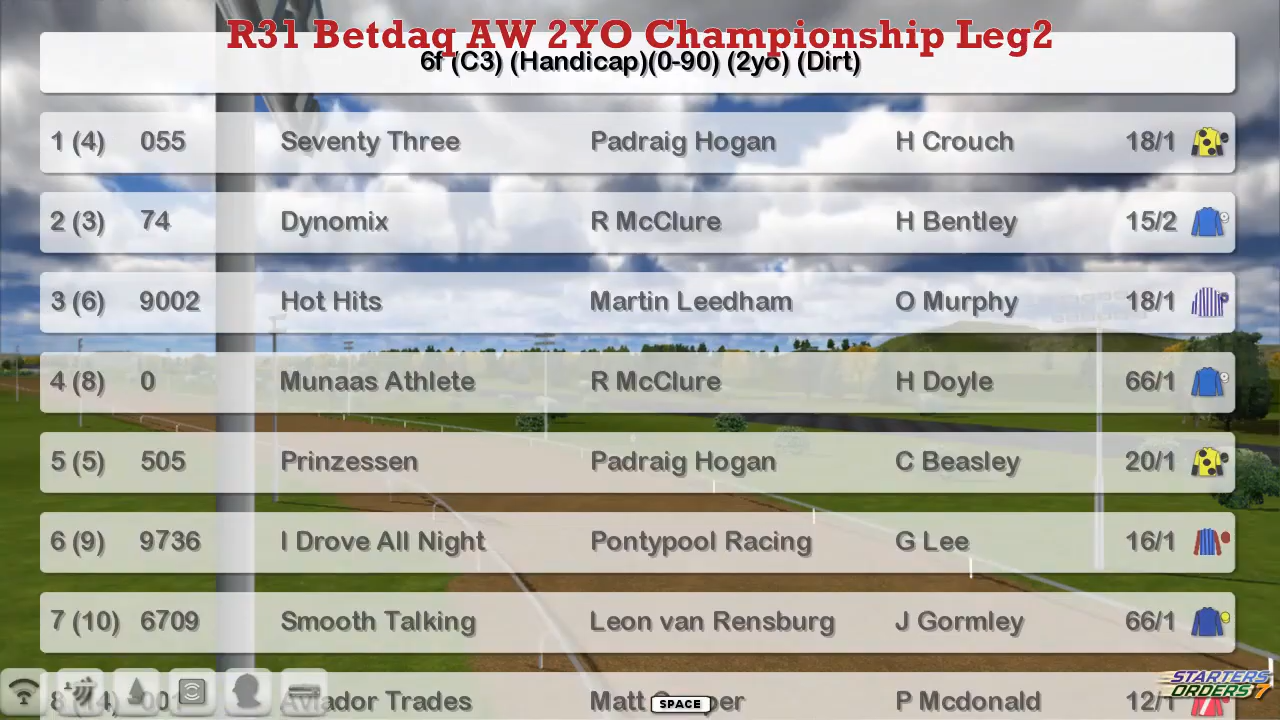 R31 Betdaq AW 2YO Championship Leg2
6f (C3) (Handicap)(0-90) (2yo) (Dirt)
1 (4) 055 Seventy Three Padraig Hogan H Crouch 18/1
2 (3) 74 Dynomix R McClure H Bentley 15/2
3 (6) 9002 Hot Hits Martin Leedham O Murphy 18/1
4 (8) 0 Munaas Athlete R McClure H Doyle 66/1
5 (5) 505 Prinzessen Padraig Hogan C Beasley 20/1
6 (9) 9736 I Drove All Night Pontypool Racing G Lee 16/1
7 (10) 6709 Smooth Talking Leon van Rensburg J Gormley 66/1
8 Aviador Trades Matt P Mcdonald 12/1
SPACE
STARTERS ORDERS 7